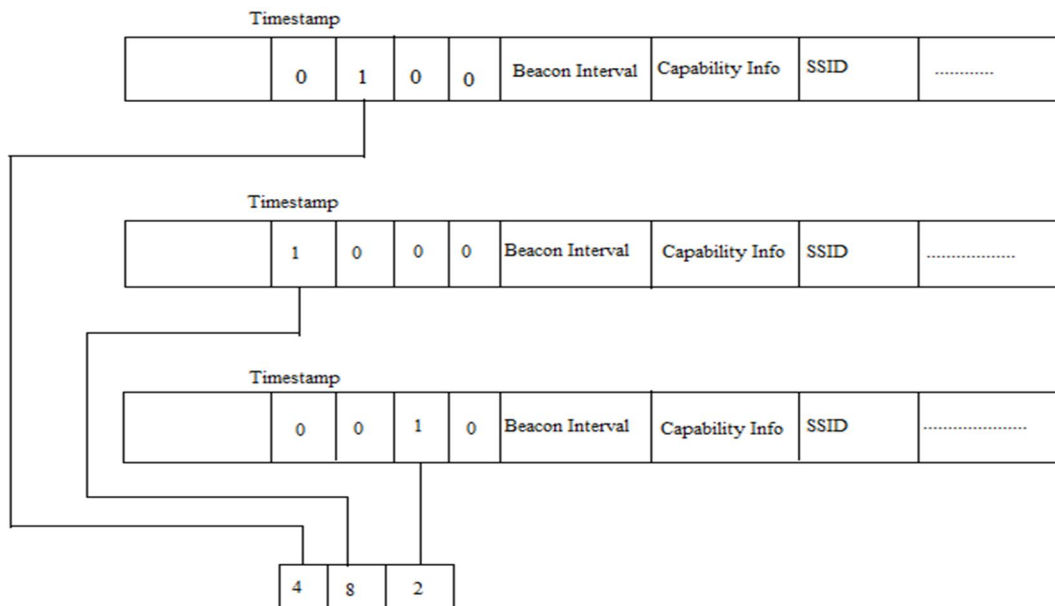 Timestamp
0 1 0 0 Beacon Interval Capability Info SSID ............
Timestamp
1 0 0 0 Beacon Interval Capability Info SSID ..................
Timestamp
0 0 1 0 Beacon Interval Capability Info SSID .....................
4 8 2